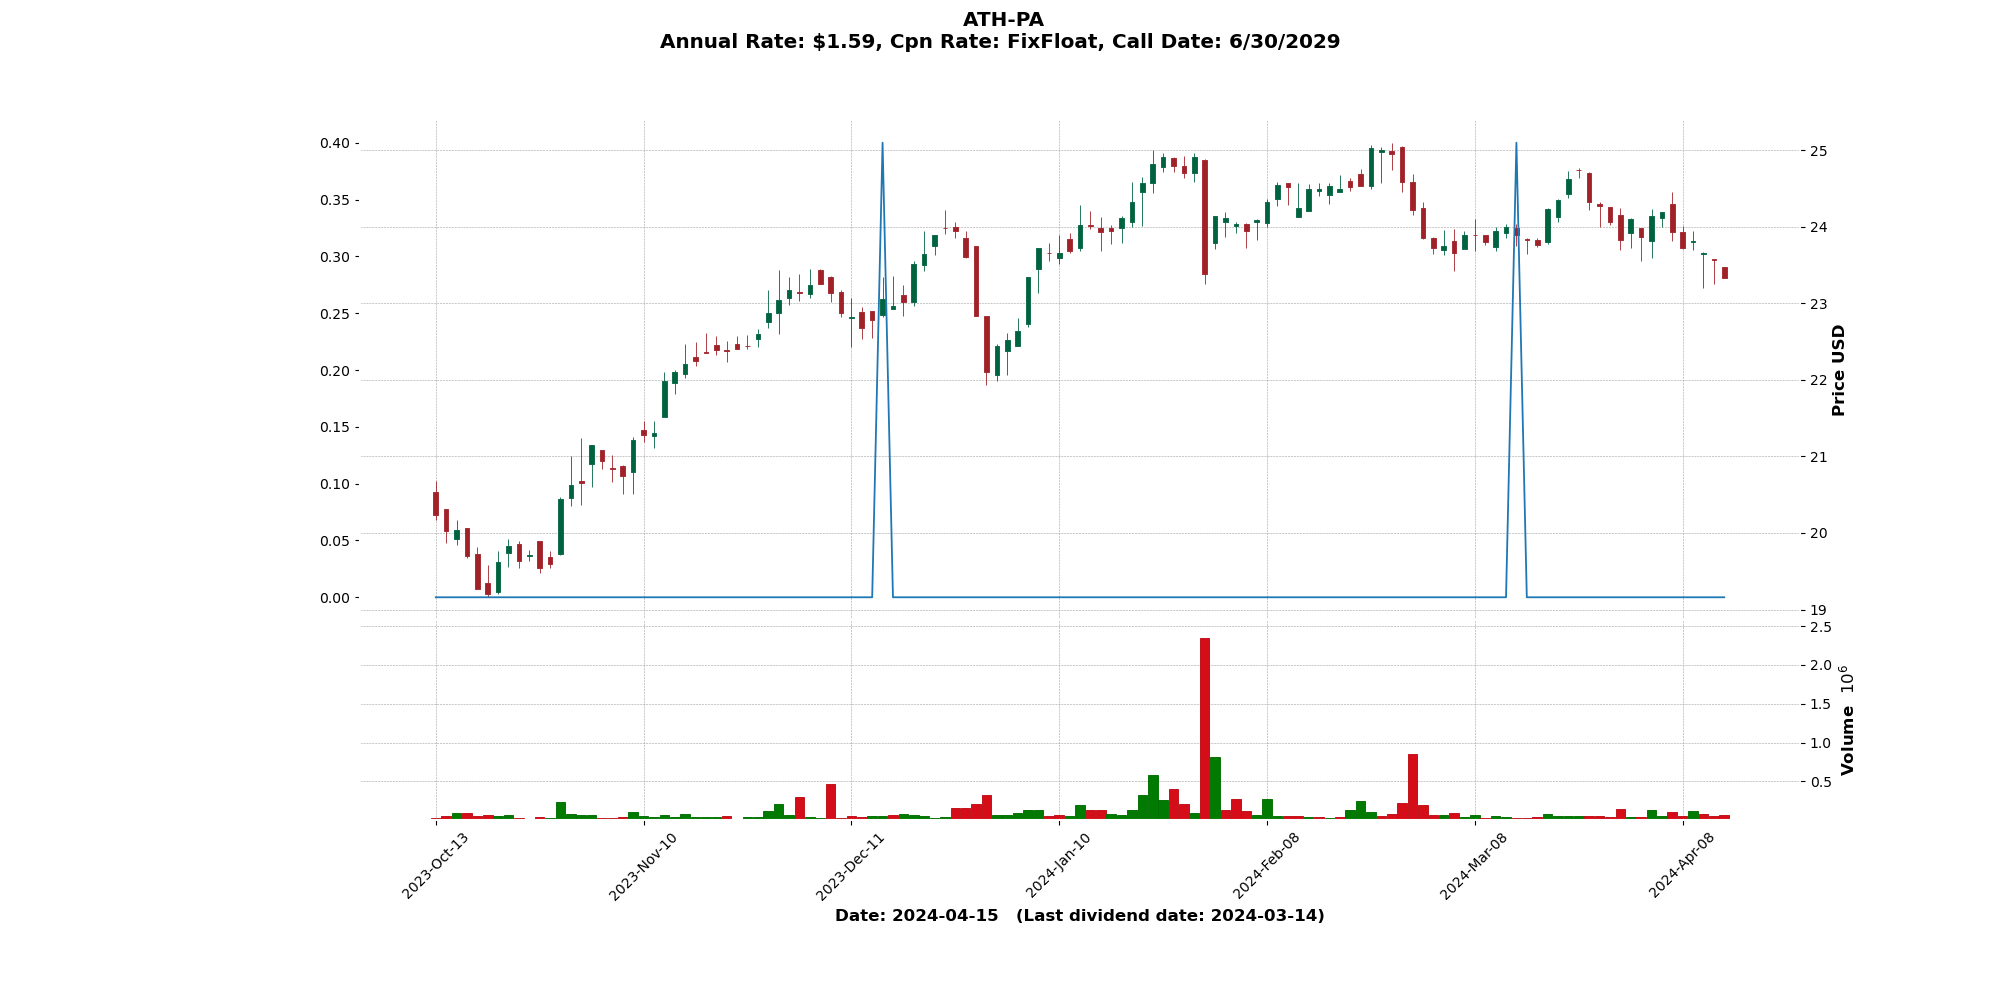 ATH-PA
Annual Rate: $1.59, Cpn Rate: FixFloat, Call Date: 6/30/2029
0.40
0.35
0.30
0.25
0.20
0.15
0.10
0.05
0.00
25
24
23
22
21
20
19
Price USD
2.5
2.0
1.5
1.0
0.5
Volume 10^6
2023-Oct-13
2023-Nov-10
2023-Dec-11
2024-Jan-10
2024-Feb-08
2024-Mar-08
2024-Apr-08
Date: 2024-04-15 (Last dividend date: 2024-03-14)